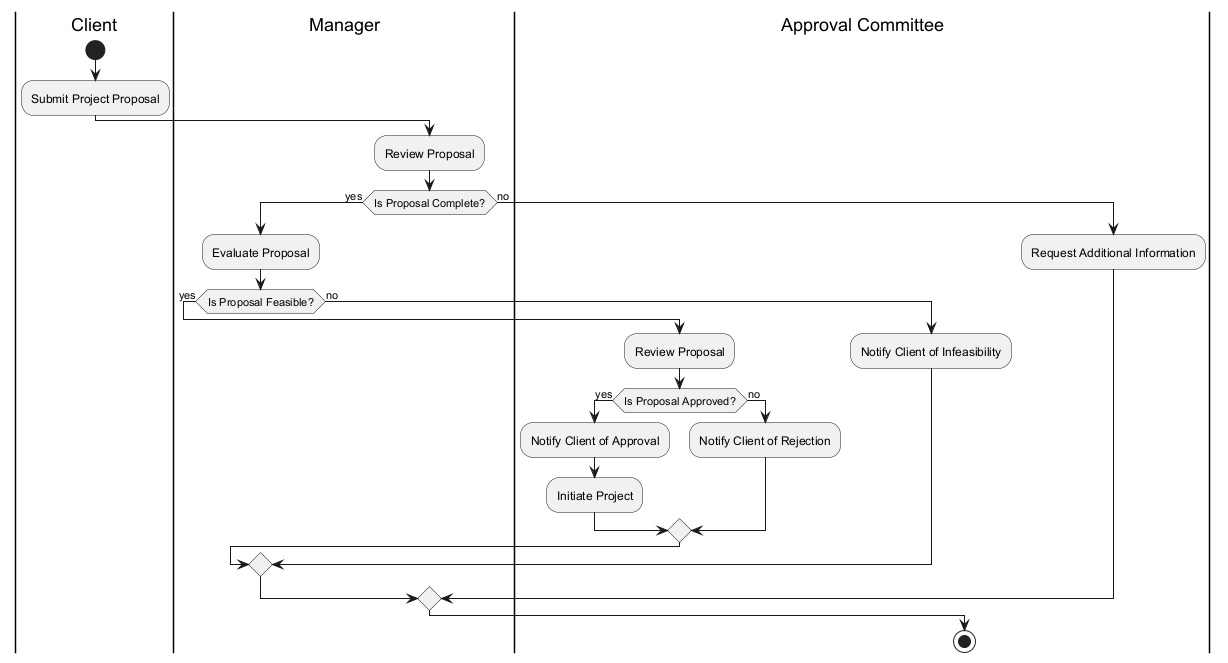 Client
Manager
Approval Committee
Submit Project Proposal
Review Proposal
yes
Is Proposal Complete?
no
Evaluate Proposal
Request Additional Information
yes
Is Proposal Feasible?
no
Review Proposal
Notify Client of Infeasibility
yes
Is Proposal Approved?
no
Notify Client of Approval
Notify Client of Rejection
Initiate Project